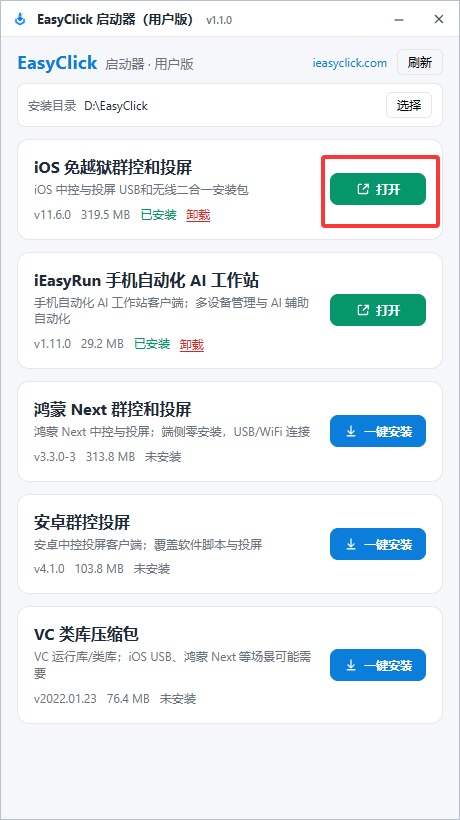 EasyClick 启动器（用户版） v1.1.0
EasyClick 启动器 · 用户版 ieasyclick.com 刷新
安装目录 D:\EasyClick 选择
iOS 免越狱群控和投屏
iOS 中控与投屏 USB和无线二合一安装包
v11.6.0 319.5 MB 已安装 卸载
打开
iEasyRun 手机自动化 AI 工作站
手机自动化 AI 工作站客户端；多设备管理与 AI 辅助
自动化
v1.11.0 29.2 MB 已安装 卸载
打开
鸿蒙 Next 群控和投屏
鸿蒙 Next 中控与投屏；端侧零安装，USB/WiFi 连接
v3.3.0-3 313.8 MB 未安装
一键安装
安卓群控投屏
安卓中控投屏客户端；覆盖软件脚本与投屏
v4.1.0 103.8 MB 未安装
一键安装
VC 类库压缩包
VC 运行库/类库；iOS USB、鸿蒙 Next 等场景可能需
要
v2022.01.23 76.4 MB 未安装
一键安装